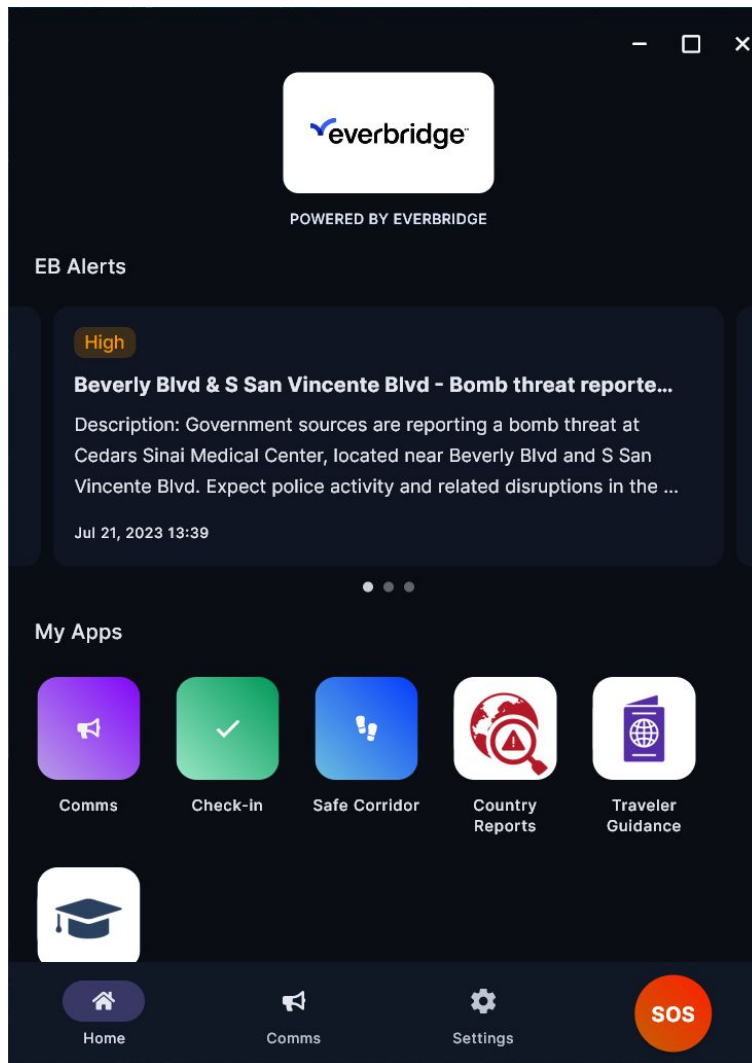 everbridge
POWERED BY EVERBRIDGE
EB Alerts
High
Beverly Blvd & S San Vincente Blvd - Bomb threat reporte...
Description: Government sources are reporting a bomb threat at
Cedars Sinai Medical Center, located near Beverly Blvd and S San
Vincente Blvd. Expect police activity and related disruptions in the ...
Jul 21, 2023 13:39
My Apps
Comms
Check-in
Safe Corridor
Country
Reports
Traveler
Guidance
Home
Comms
Settings
SOS